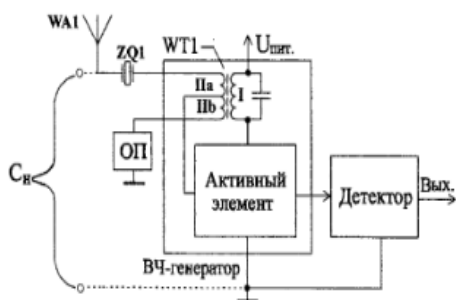 WA1
ZQ1
WT1
Uпит.
IIa
I
IIb
ОП
Cн
Активный
элемент
Детектор
Вых.
ВЧ-генератор